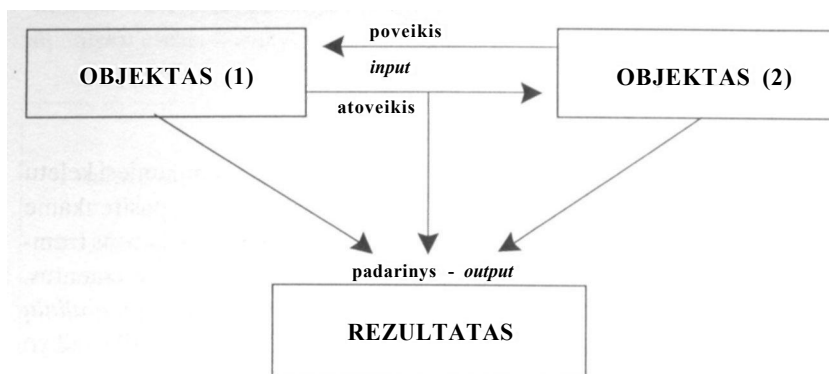 poveikis
OBJEKTAS (1)
input
OBJEKTAS (2)
atoveikis
padarinys - output
REZULTATAS